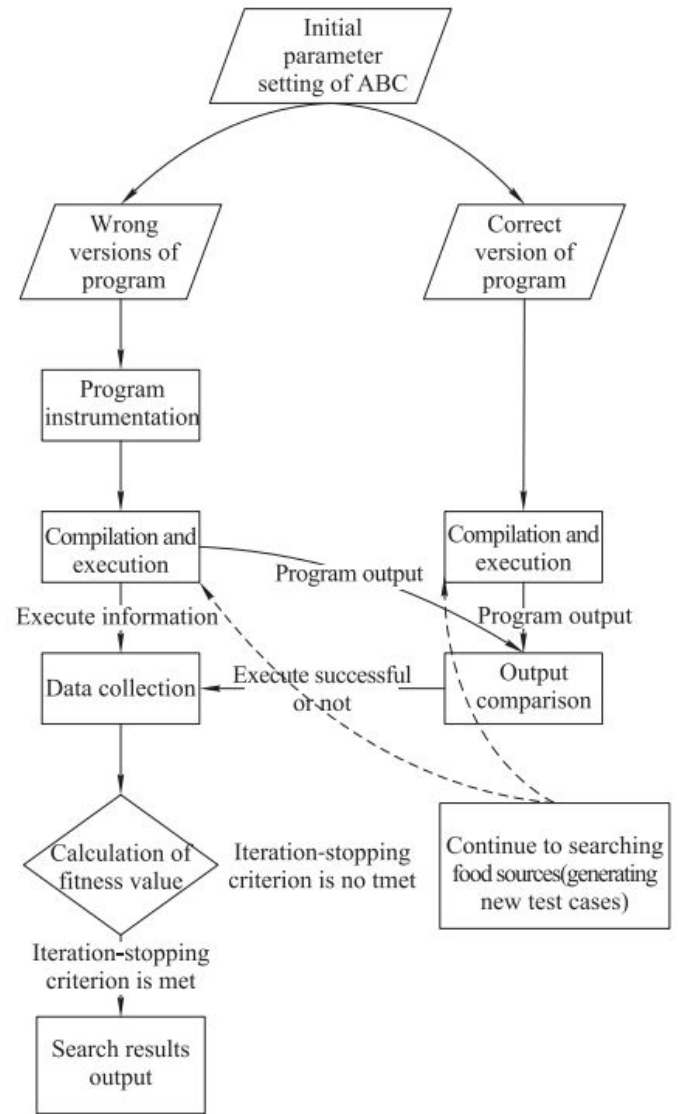 Initial
parameter
setting of ABC
Wrong
versions of
program
Correct
version of
program
Program
instrumentation
Compilation and
execution
Compilation and
execution
Program output
Program output
Execute information
Data collection
Execute successful
or not
Output
comparison
Calculation of
fitness value
Iteration-stopping
criterion is no tmet
Continue to searching
food sources(generating
new test cases)
Iteration-stopping
criterion is met
Search results
output